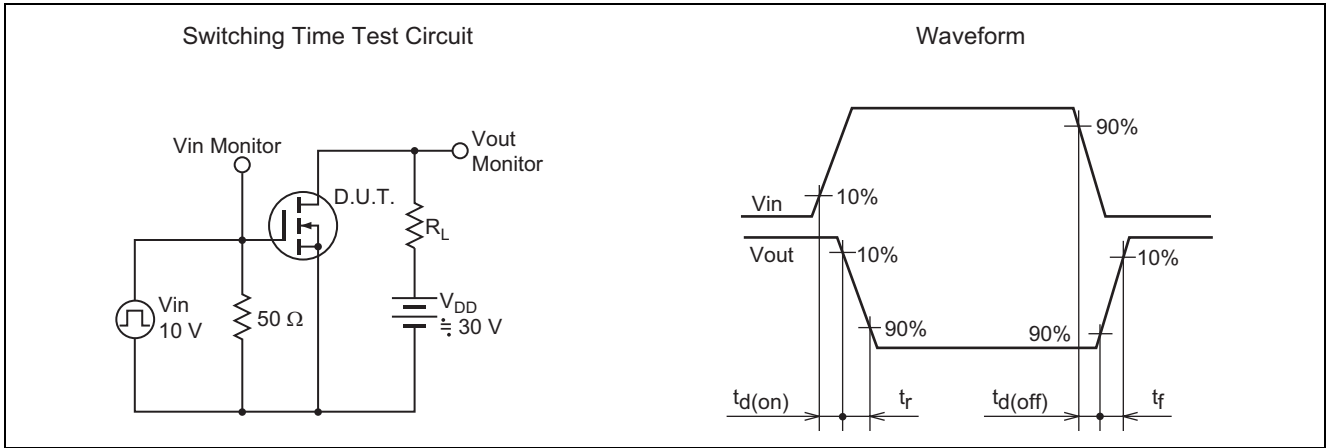 Switching Time Test Circuit
Vin Monitor
Vout
Monitor
D.U.T.
RL
Vin
10 V
50 Ω
VDD
≒ 30 V
Waveform
Vin
Vout
10%
90%
10%
90%
90%
10%
td(on)
tr
td(off)
tf